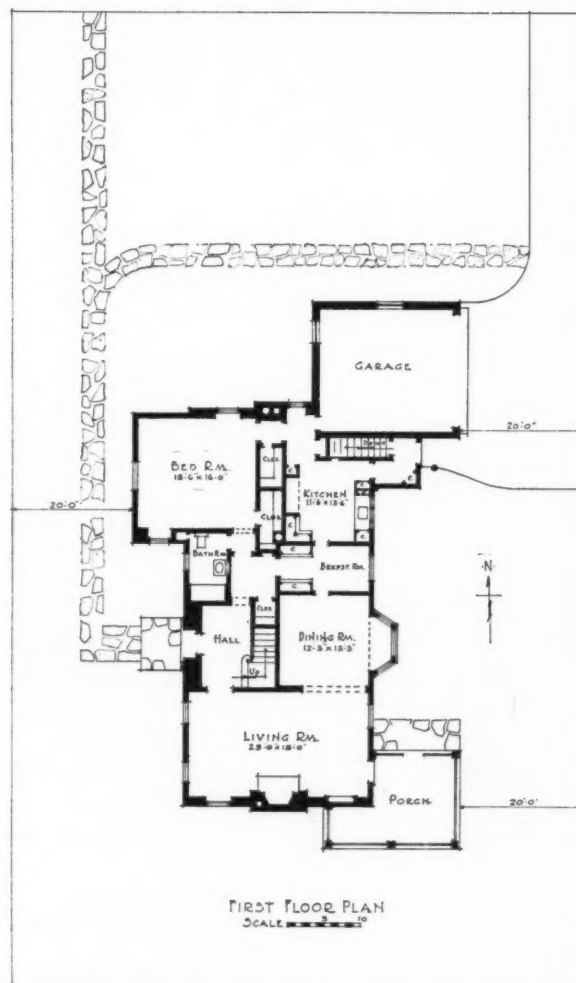 GARAGE
20'-0"
DOWN
CLOS.
BED RM.
18'-6" X 16'-0"
C
KITCHEN
11'-6 X 13'-6"
C
C
20'-0"
CLOS.
C
C
BATH RM.
C
BRKFST. RM.
C
·N·
CLOS
HALL
DINING RM.
12'-3" X 13'-3"
UP
LIVING RM.
PORCH
20'-0"
FIRST FLOOR PLAN
SCALE 5 10